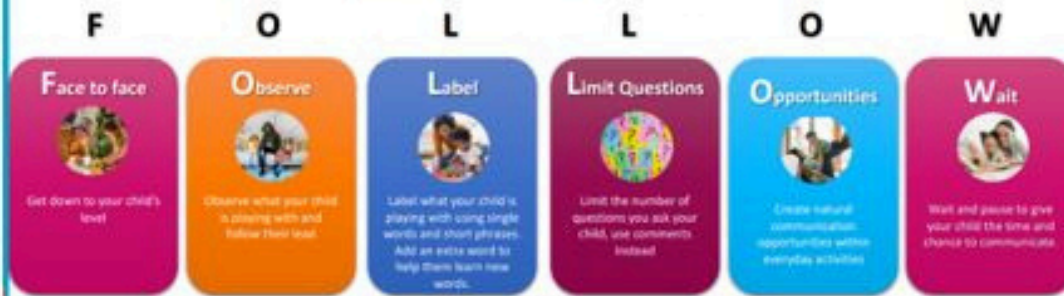 F O L L O W
Face to face
Get down to your child's
level
Observe
Observe what your child
is playing with and
follow their lead
Label
Label what your child is
playing with using single
words and short phrases.
Add an extra word to
help them learn new
words.
Limit Questions
Limit the number of
questions you ask your
child, use comments
instead
Opportunities
Create natural
communication
opportunities within
everyday activities
Wait
Wait and pause to give
your child the time and
chance to communicate.